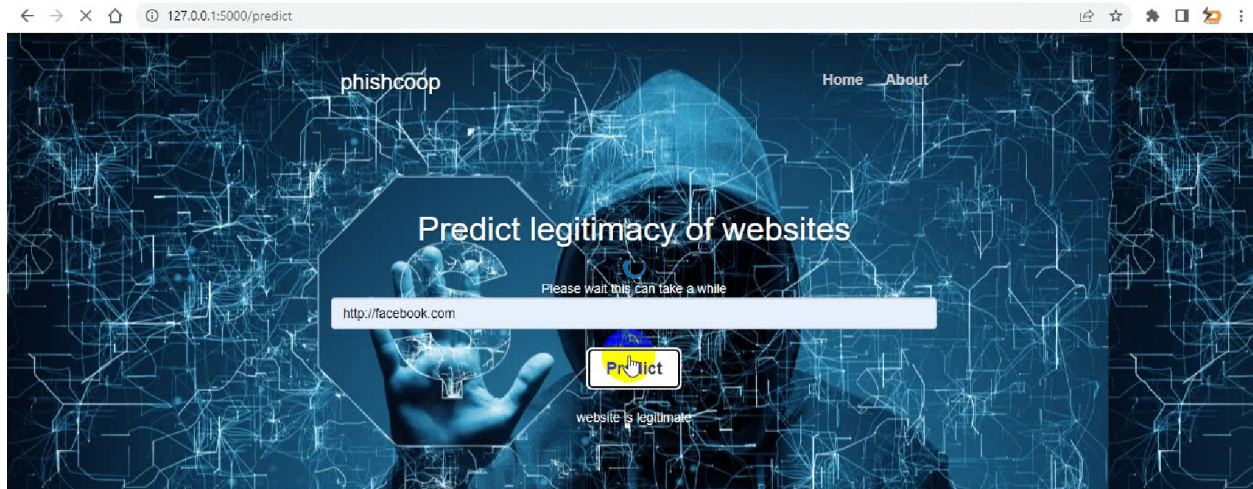 127.0.0.1:5000/predict
phishcoop
Home About
Predict legitimacy of websites
Please wait this can take a while
http://facebook.com
Predict
website is legitimate